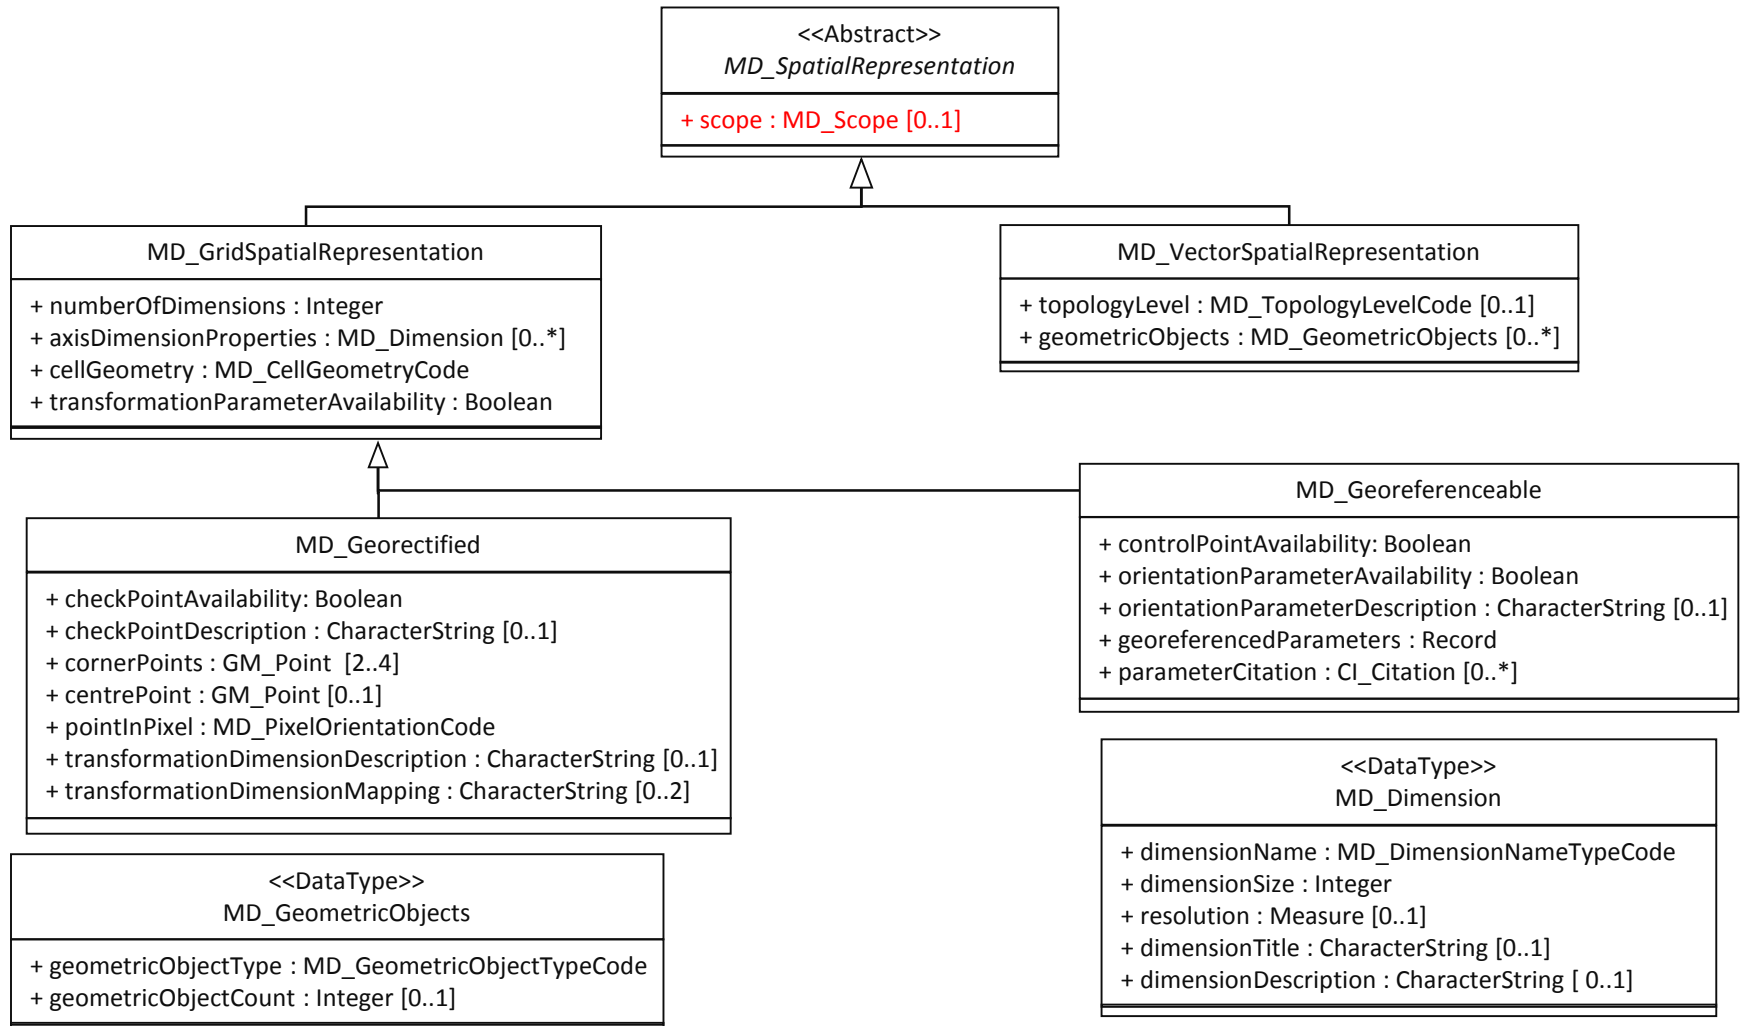 <<Abstract>>
MD_SpatialRepresentation
+ scope : MD_Scope [0..1]
MD_GridSpatialRepresentation
+ numberOfDimensions : Integer
+ axisDimensionProperties : MD_Dimension [0..*]
+ cellGeometry : MD_CellGeometryCode
+ transformationParameterAvailability : Boolean
MD_VectorSpatialRepresentation
+ topologyLevel : MD_TopologyLevelCode [0..1]
+ geometricObjects : MD_GeometricObjects [0..*]
MD_Georectified
+ checkPointAvailability: Boolean
+ checkPointDescription : CharacterString [0..1]
+ cornerPoints : GM_Point [2..4]
+ centrePoint : GM_Point [0..1]
+ pointInPixel : MD_PixelOrientationCode
+ transformationDimensionDescription : CharacterString [0..1]
+ transformationDimensionMapping : CharacterString [0..2]
MD_Georeferenceable
+ controlPointAvailability: Boolean
+ orientationParameterAvailability : Boolean
+ orientationParameterDescription : CharacterString [0..1]
+ georeferencedParameters : Record
+ parameterCitation : CI_Citation [0..*]
<<DataType>>
MD_GeometricObjects
+ geometricObjectType : MD_GeometricObjectTypeCode
+ geometricObjectCount : Integer [0..1]
<<DataType>>
MD_Dimension
+ dimensionName : MD_DimensionNameTypeCode
+ dimensionSize : Integer
+ resolution : Measure [0..1]
+ dimensionTitle : CharacterString [0..1]
+ dimensionDescription : CharacterString [ 0..1]